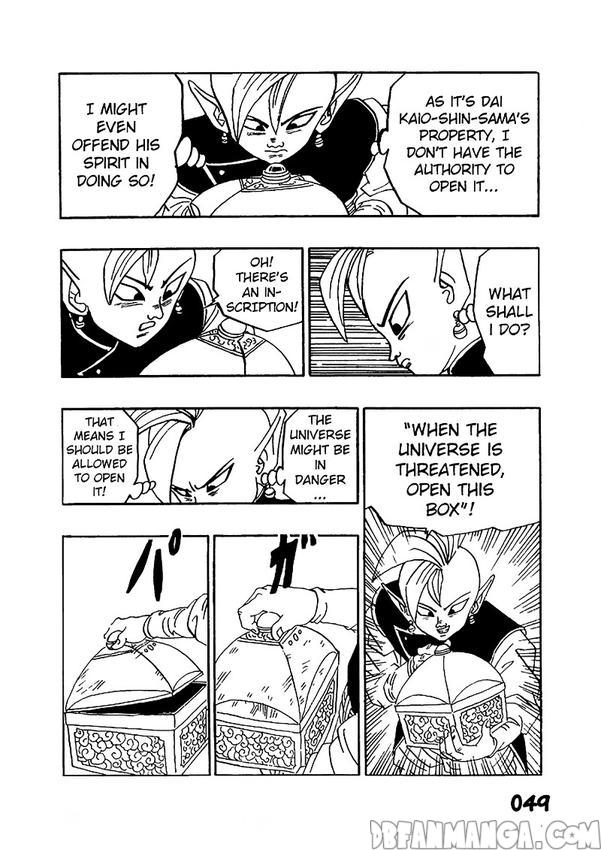 AS IT'S DAI
KAIO-SHIN-SAMA'S
PROPERTY, I
DON'T HAVE THE
AUTHORITY TO
OPEN IT...
I MIGHT
EVEN
OFFEND HIS
SPIRIT IN
DOING SO!
WHAT
SHALL
I DO?
OH!
THERE'S
AN IN-
SCRIPTION!
"WHEN THE
UNIVERSE IS
THREATENED,
OPEN THIS
BOX"!
THE
UNIVERSE
MIGHT BE
IN
DANGER
...
THAT
MEANS I
SHOULD BE
ALLOWED
TO OPEN
IT!
ガ
パ
049
DBFANMANGA.COM